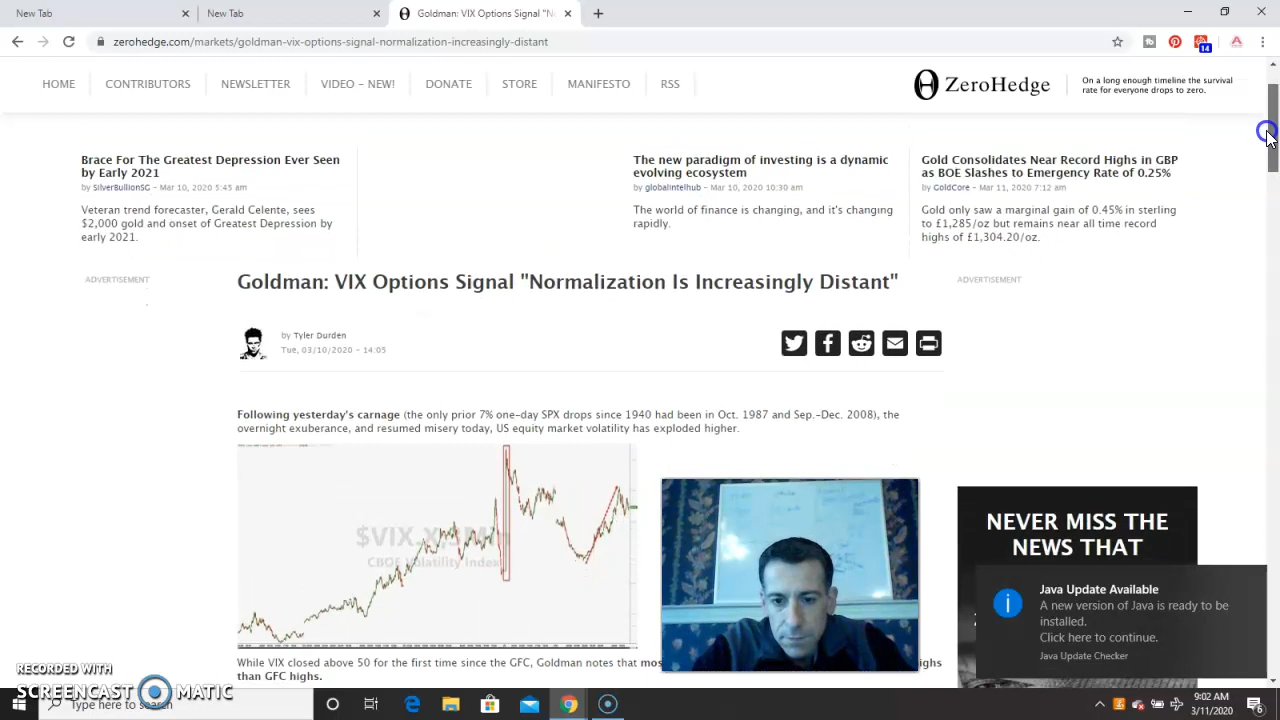 New Tab
New Tab
Goldman: VIX Options Signal "N
zerohedge.com/markets/goldman-vix-options-signal-normalization-increasingly-distant
14
HOME
CONTRIBUTORS
NEWSLETTER
VIDEO – NEW!
DONATE
STORE
MANIFESTO
RSS
ZeroHedge
On a long enough timeline the survival
rate for everyone drops to zero.
Brace For The Greatest Depression Ever Seen
by Early 2021
by SilverBullionSG – Mar 10, 2020 5:45 am
Veteran trend forecaster, Gerald Celente, sees
$2,000 gold and onset of Greatest Depression by
early 2021.
The new paradigm of investing is a dynamic
evolving ecosystem
by globalintelhub – Mar 10, 2020 10:30 am
The world of finance is changing, and it's changing
rapidly.
Gold Consolidates Near Record Highs in GBP
as BOE Slashes to Emergency Rate of 0.25%
by GoldCore – Mar 11, 2020 7:12 am
Gold only saw a marginal gain of 0.45% in sterling
to £1,285/oz but remains near all time record
highs of £1,304.20/oz.
ADVERTISEMENT
Goldman: VIX Options Signal "Normalization Is Increasingly Distant"
ADVERTISEMENT
by Tyler Durden
Tue, 03/10/2020 – 14:05
Following yesterday's carnage (the only prior 7% one-day SPX drops since 1940 had been in Oct. 1987 and Sep.–Dec. 2008), the
overnight exuberance, and resumed misery today, US equity market volatility has exploded higher.
$VIX.X,5M
CBOE Volatility Index
NEVER MISS THE
NEWS THAT
Java Update Available
A new version of Java is ready to be
installed.
Click here to continue.
Java Update Checker
While VIX closed above 50 for the first time since the GFC, Goldman notes that mos
ighs
than GFC highs.
RECORDED WITH
SCREENCAST MATIC
Type here to search
9:02 AM
3/11/2020
6